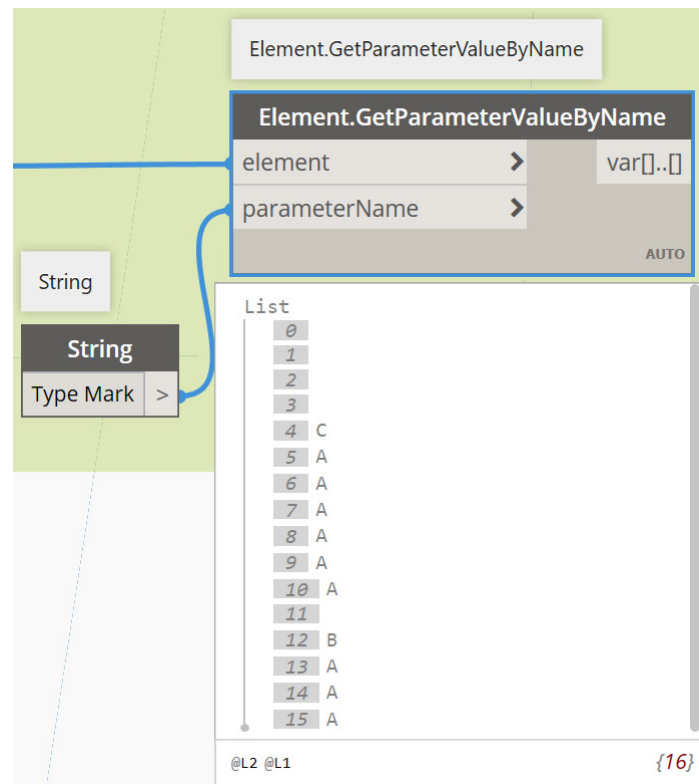 Element.GetParameterValueByName
Element.GetParameterValueByName
element > var[]..[]
parameterName >
AUTO
String
String
Type Mark >
List
0
1
2
3
4 C
5 A
6 A
7 A
8 A
9 A
10 A
11
12 B
13 A
14 A
15 A
@L2 @L1 {16}